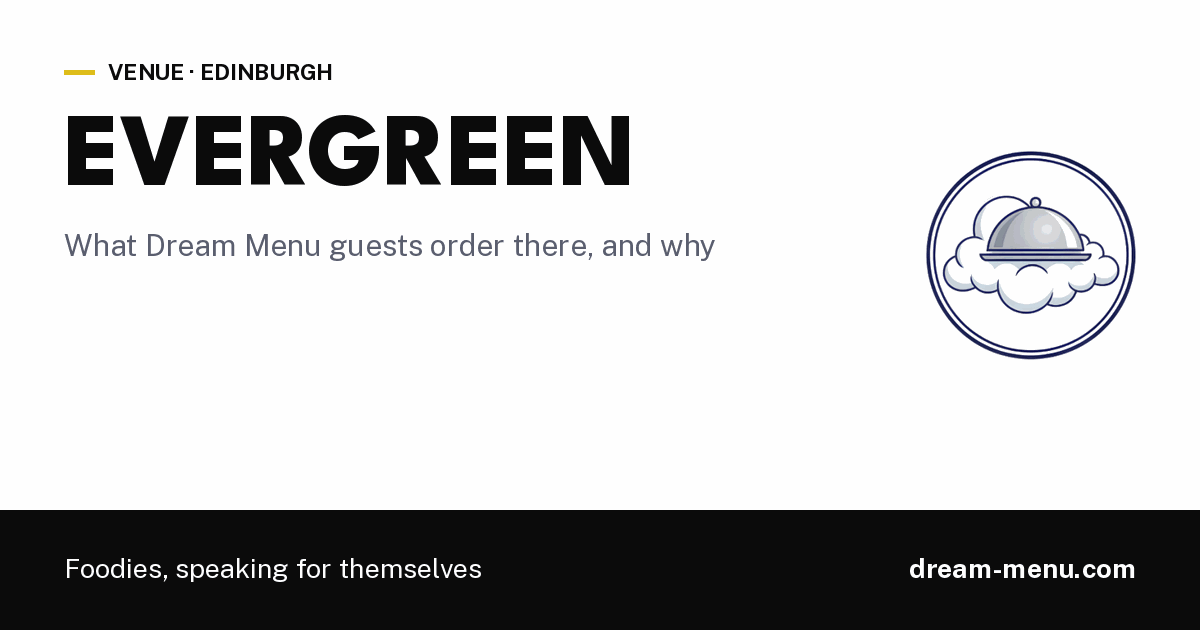 VENUE · EDINBURGH
EVERGREEN
What Dream Menu guests order there, and why
Foodies, speaking for themselves
dream-menu.com